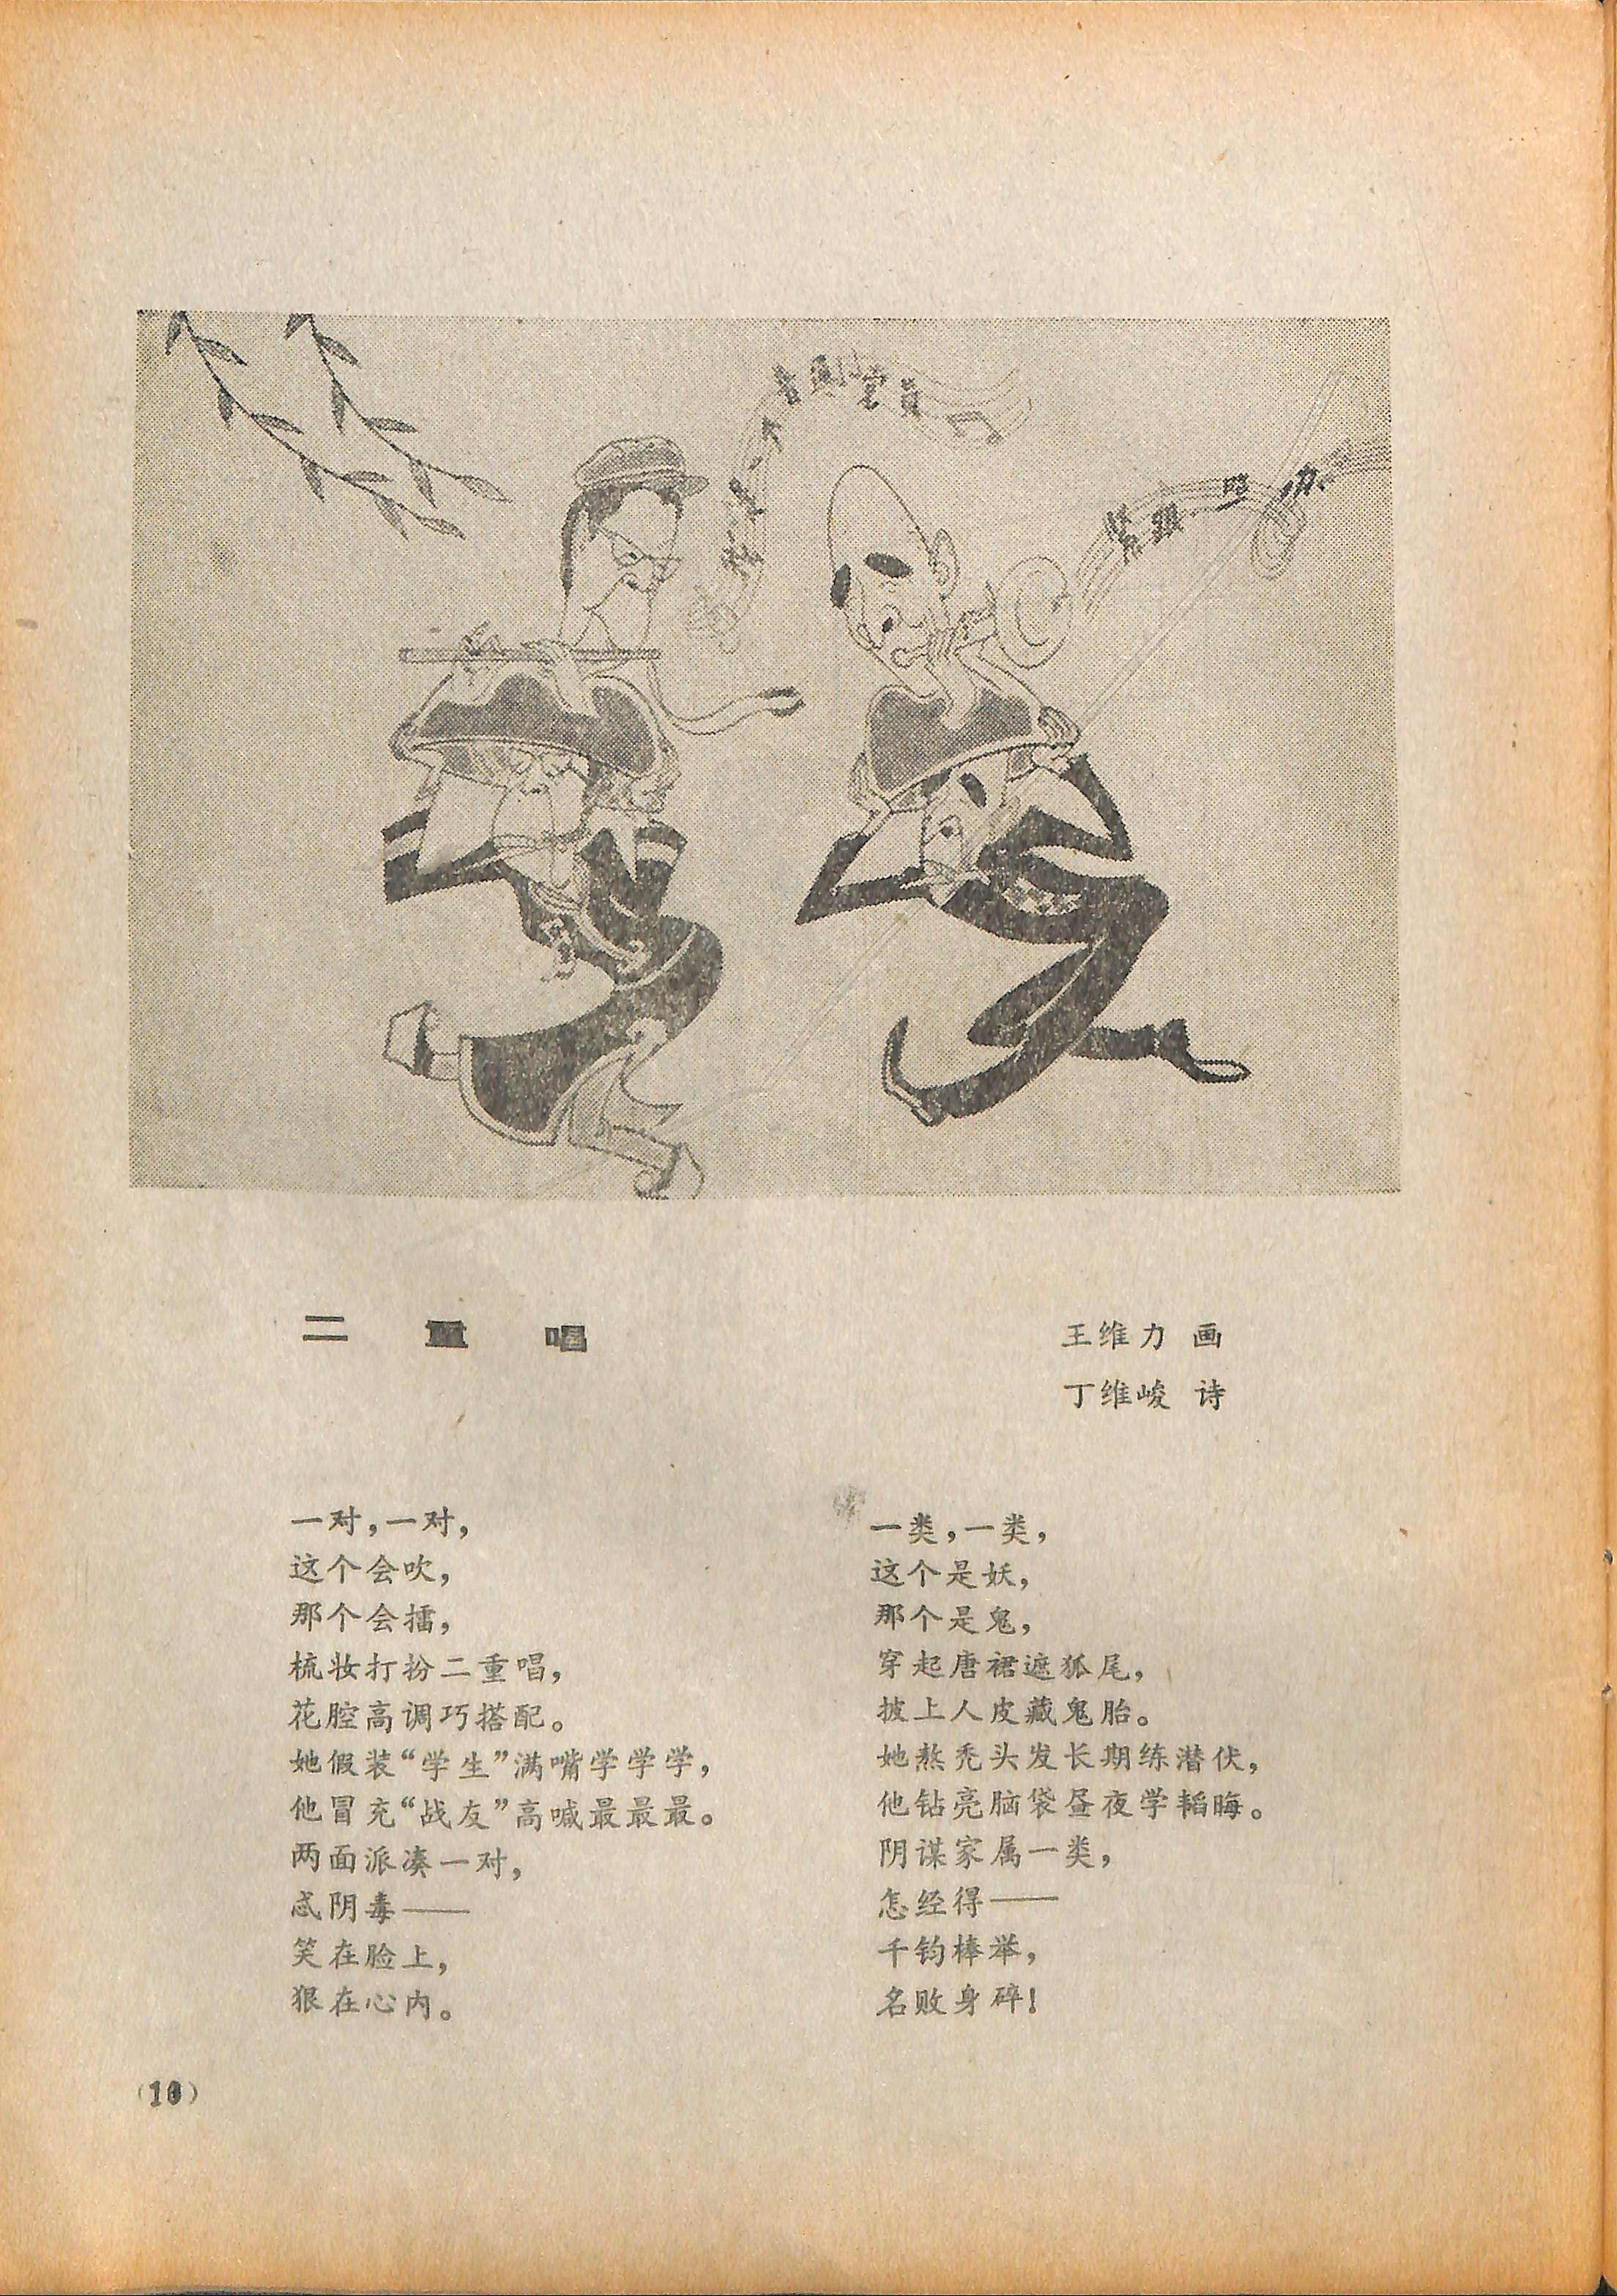 二重唱
王维力 画
丁维峻 诗
一对，一对，
这个会吹，
那个会擂，
梳妆打扮二重唱，
花腔高调巧搭配。
她假装“学生”满嘴学学学，
他冒充“战友”高喊最最最。
两面派凑一对，
忒阴毒——
笑在脸上，
狠在心内。
一类，一类，
这个是妖，
那个是鬼，
穿起唐裙遮狐尾，
披上人皮藏鬼胎。
她熬秃头发长期练潜伏，
他钻亮脑袋昼夜学韬晦。
阴谋家属一类，
怎经得——
千钧棒举，
名败身碎！